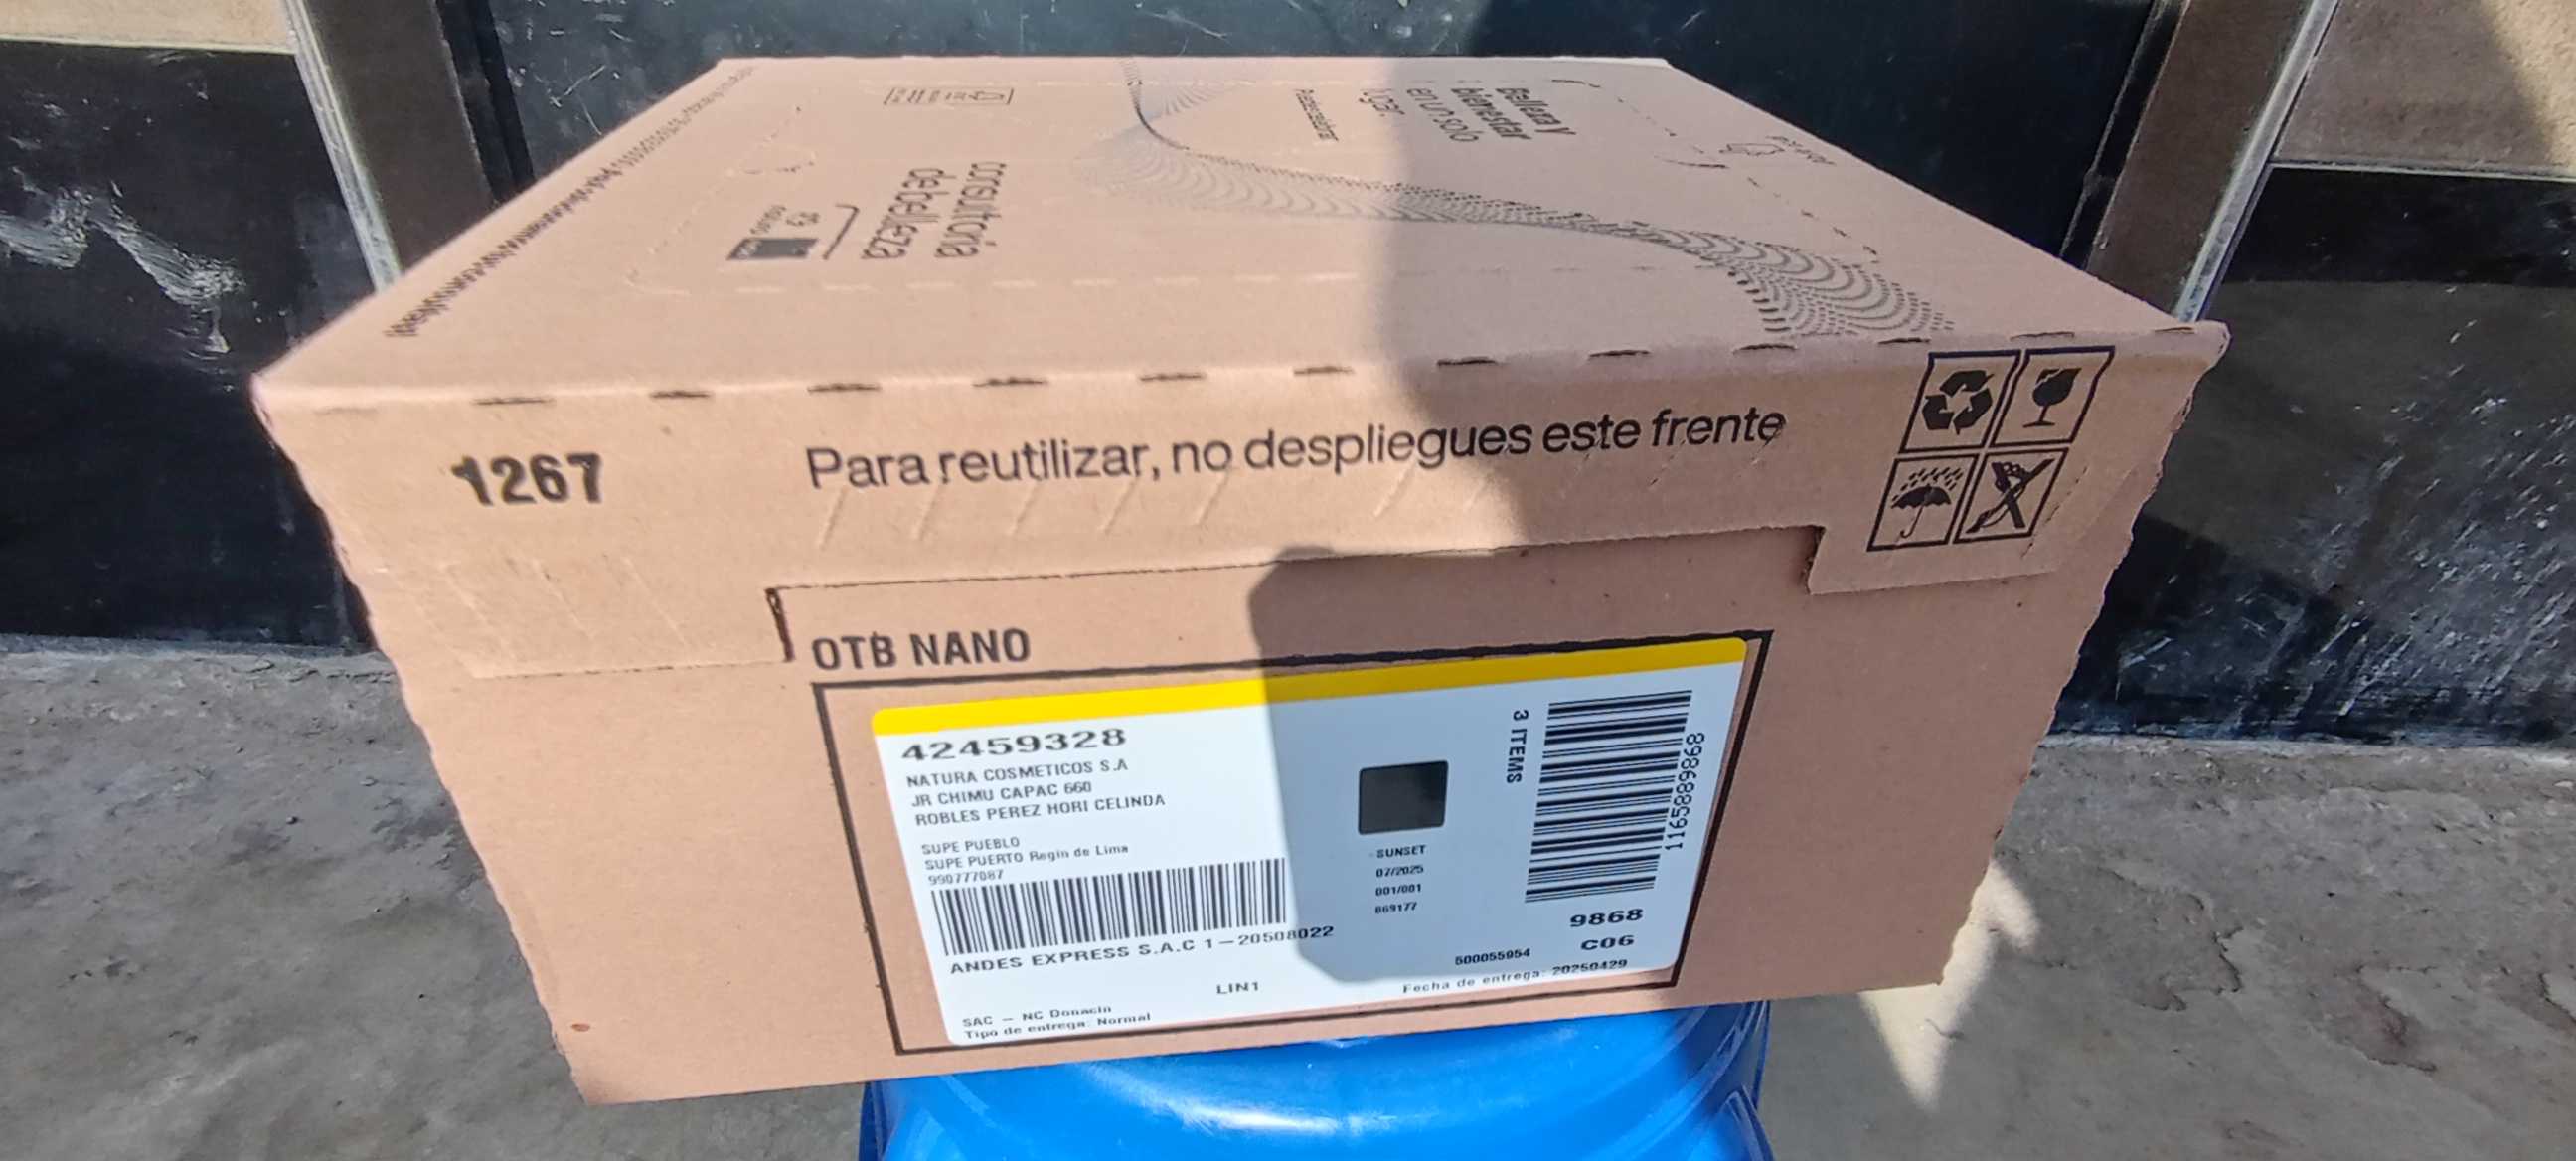 consultoría
de belleza
Belleza y
bienestar
en un solo
lugar.
1267
Para reutilizar, no despliegues este frente
OTB NANO
42459328
NATURA COSMETICOS S.A
JR CHIMU CAPAC 660
ROBLES PEREZ HORI CELINDA
SUPE PUEBLO
SUPE PUERTO Regin de Lima
990777087
ANDES EXPRESS S.A.C 1-20508022
LIN1
SAC - NC Donacin
Tipo de entrega: Normal
SUNSET
07/2025
001/001
869177
3 ITEMS
1165889868
9868
C06
500055954
Fecha de entrega: 20250429